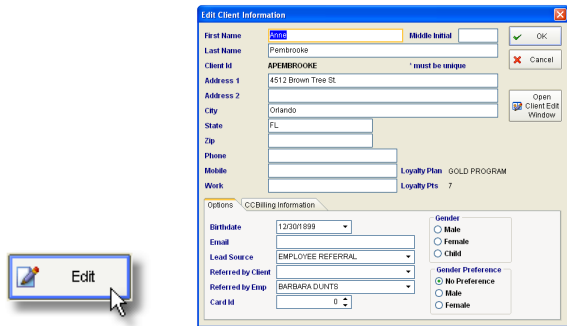 Edit Client Information
First Name Anne Middle Initial OK
Last Name Pembrooke
Client Id APEMBROOKE * must be unique Cancel
Address 1 4512 Brown Tree St.
Address 2
Open
Client Edit
Window
City Orlando
State FL
Zip
Phone
Mobile Loyalty Plan GOLD PROGRAM
Work Loyalty Pts 7
Options CCBilling Information
Birthdate 12/30/1899
Email
Lead Source EMPLOYEE REFERRAL
Referred by Client
Referred by Emp BARBARA DUNTS
Card Id 0
Gender
Male
Female
Child
Gender Preference
No Preference
Male
Female
Edit